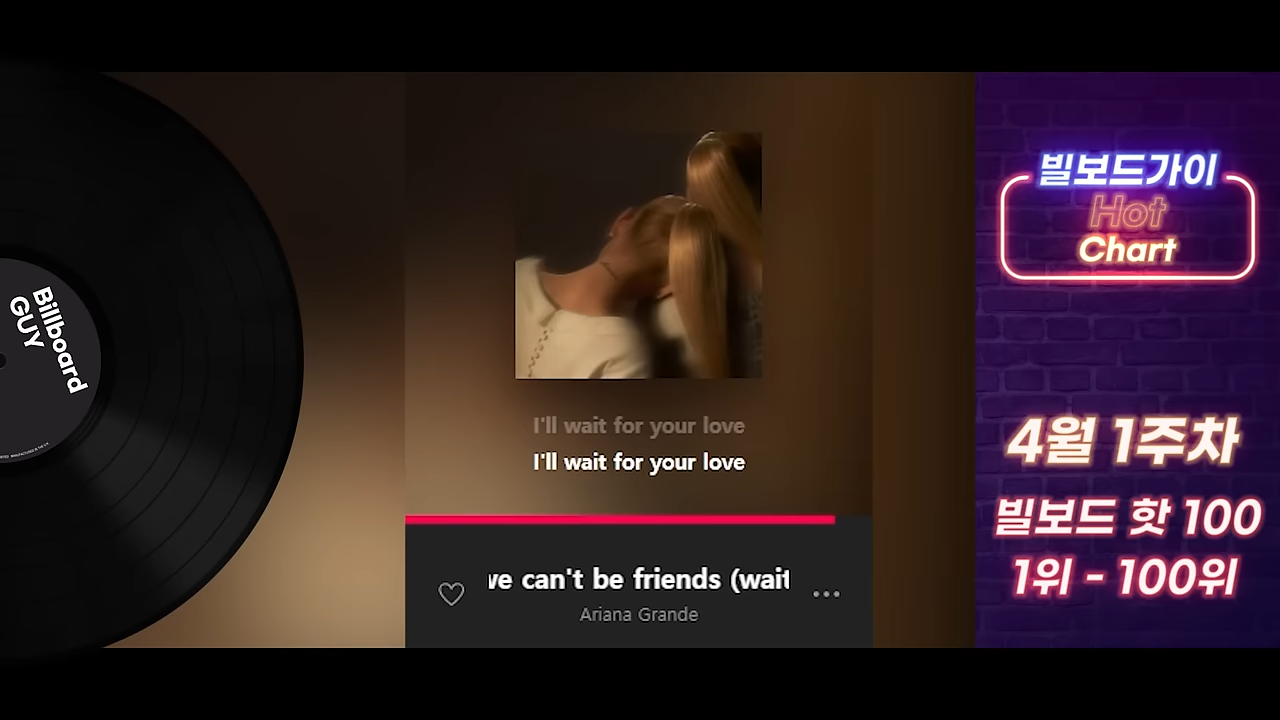 Billboard
GUY
I'll wait for your love
I'll wait for your love
ve can't be friends (wait
Ariana Grande
빌보드가이
Hot
Chart
4월 1주차
빌보드 핫 100
1위 - 100위